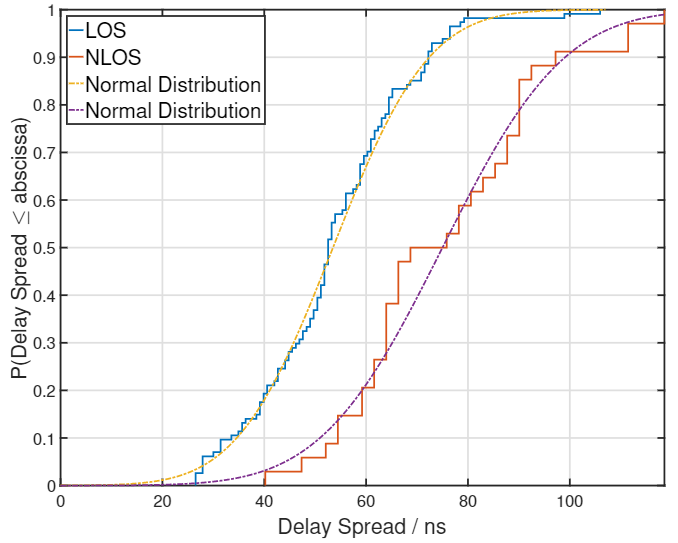 1
0.9
0.8
0.7
0.6
0.5
0.4
0.3
0.2
0.1
0
P(Delay Spread ≤ abscissa)
LOS
NLOS
Normal Distribution
Normal Distribution
0 20 40 60 80 100
Delay Spread / ns